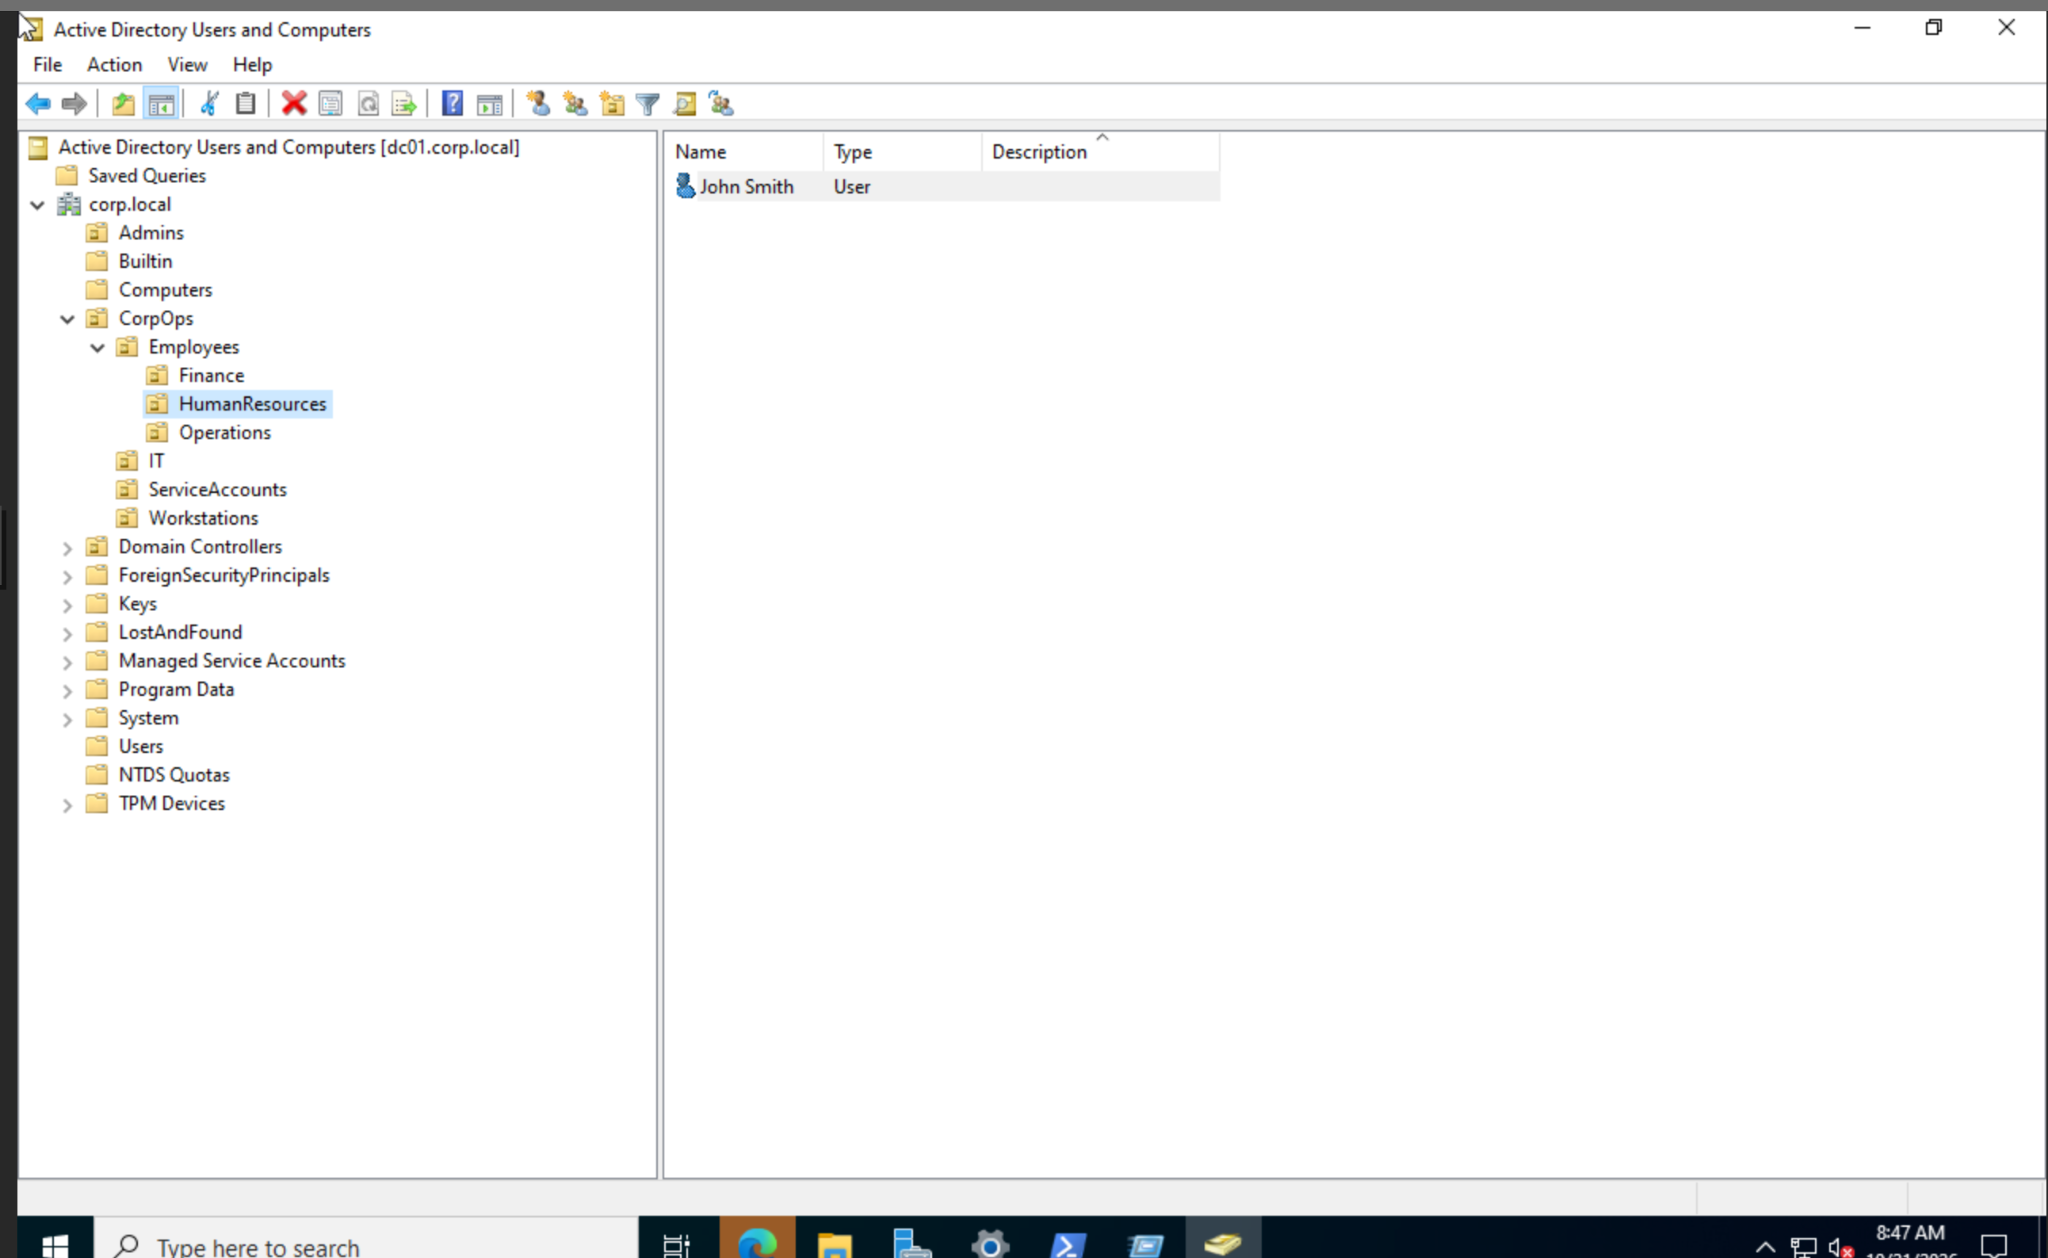 Active Directory Users and Computers
File Action View Help
Active Directory Users and Computers [dc01.corp.local]
Saved Queries
corp.local
Admins
Builtin
Computers
CorpOps
Employees
Finance
HumanResources
Operations
IT
ServiceAccounts
Workstations
Domain Controllers
ForeignSecurityPrincipals
Keys
LostAndFound
Managed Service Accounts
Program Data
System
Users
NTDS Quotas
TPM Devices
Name Type Description
John Smith User
Type here to search
8:47 AM